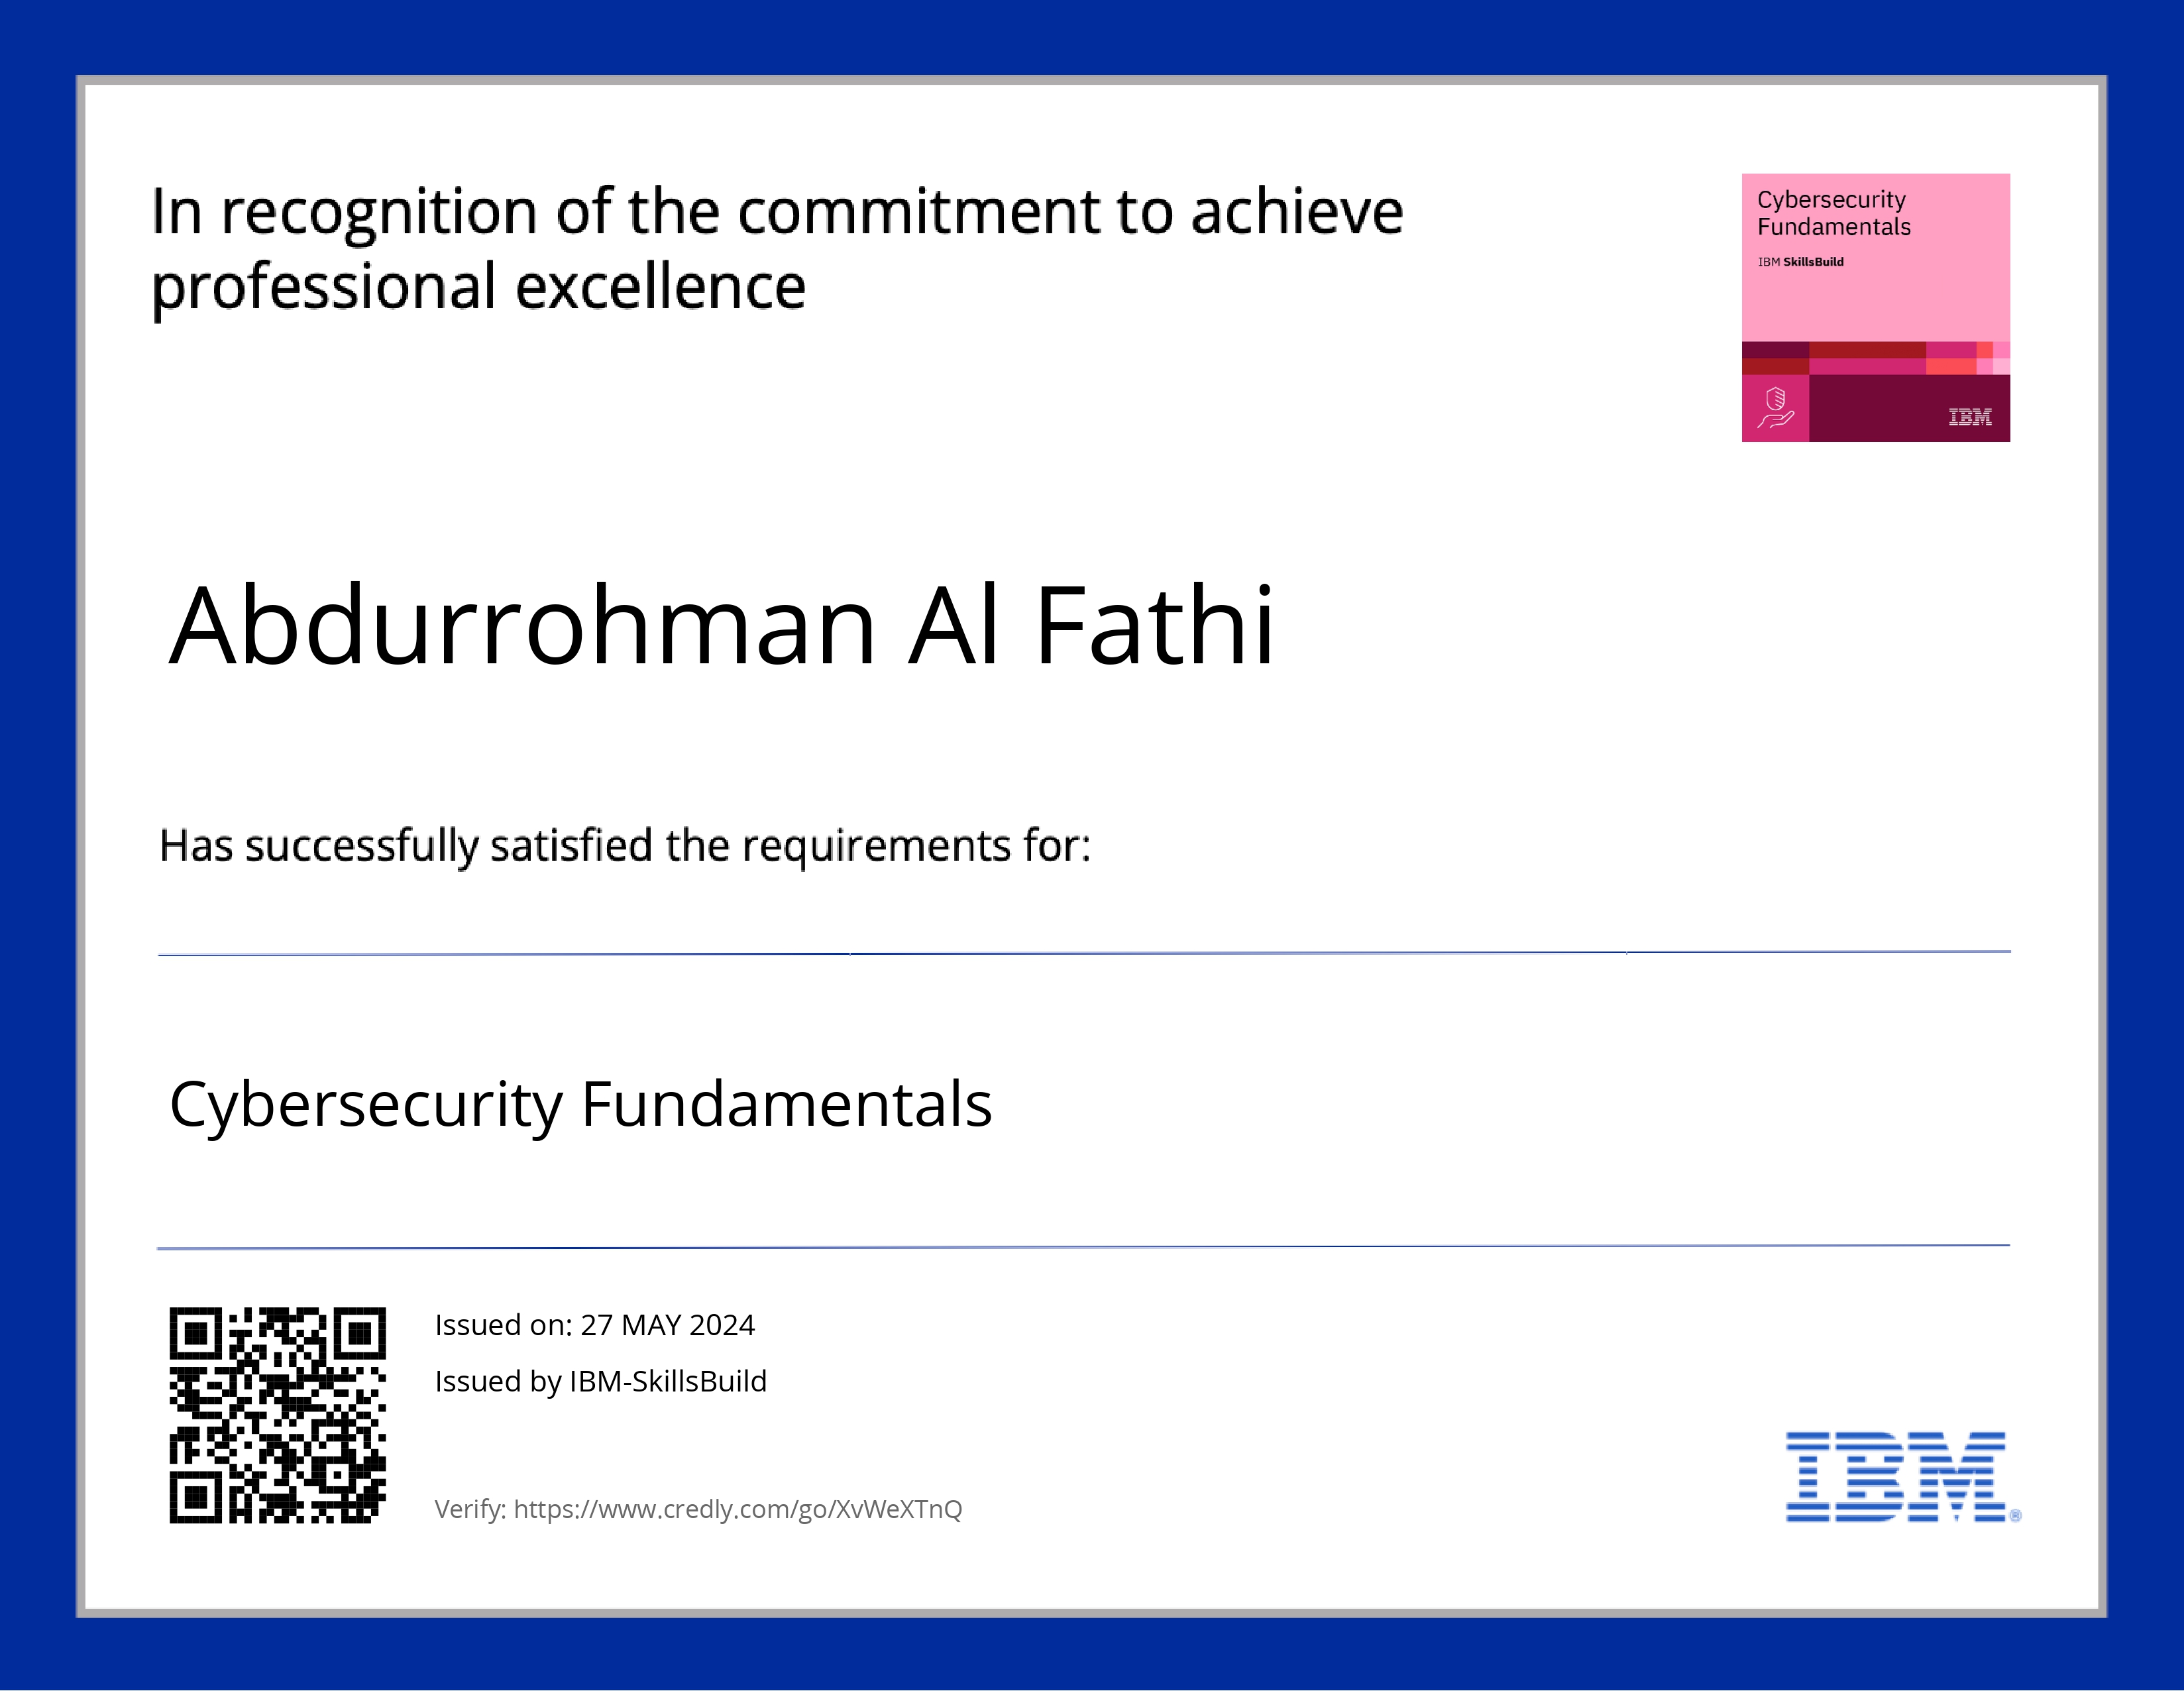 In recognition of the commitment to achieve
professional excellence
Cybersecurity
Fundamentals
IBM SkillsBuild
IBM
Abdurrohman Al Fathi
Has successfully satisfied the requirements for:
Cybersecurity Fundamentals
Issued on: 27 MAY 2024
Issued by IBM-SkillsBuild
Verify: https://www.credly.com/go/XvWeXTnQ
IBM®